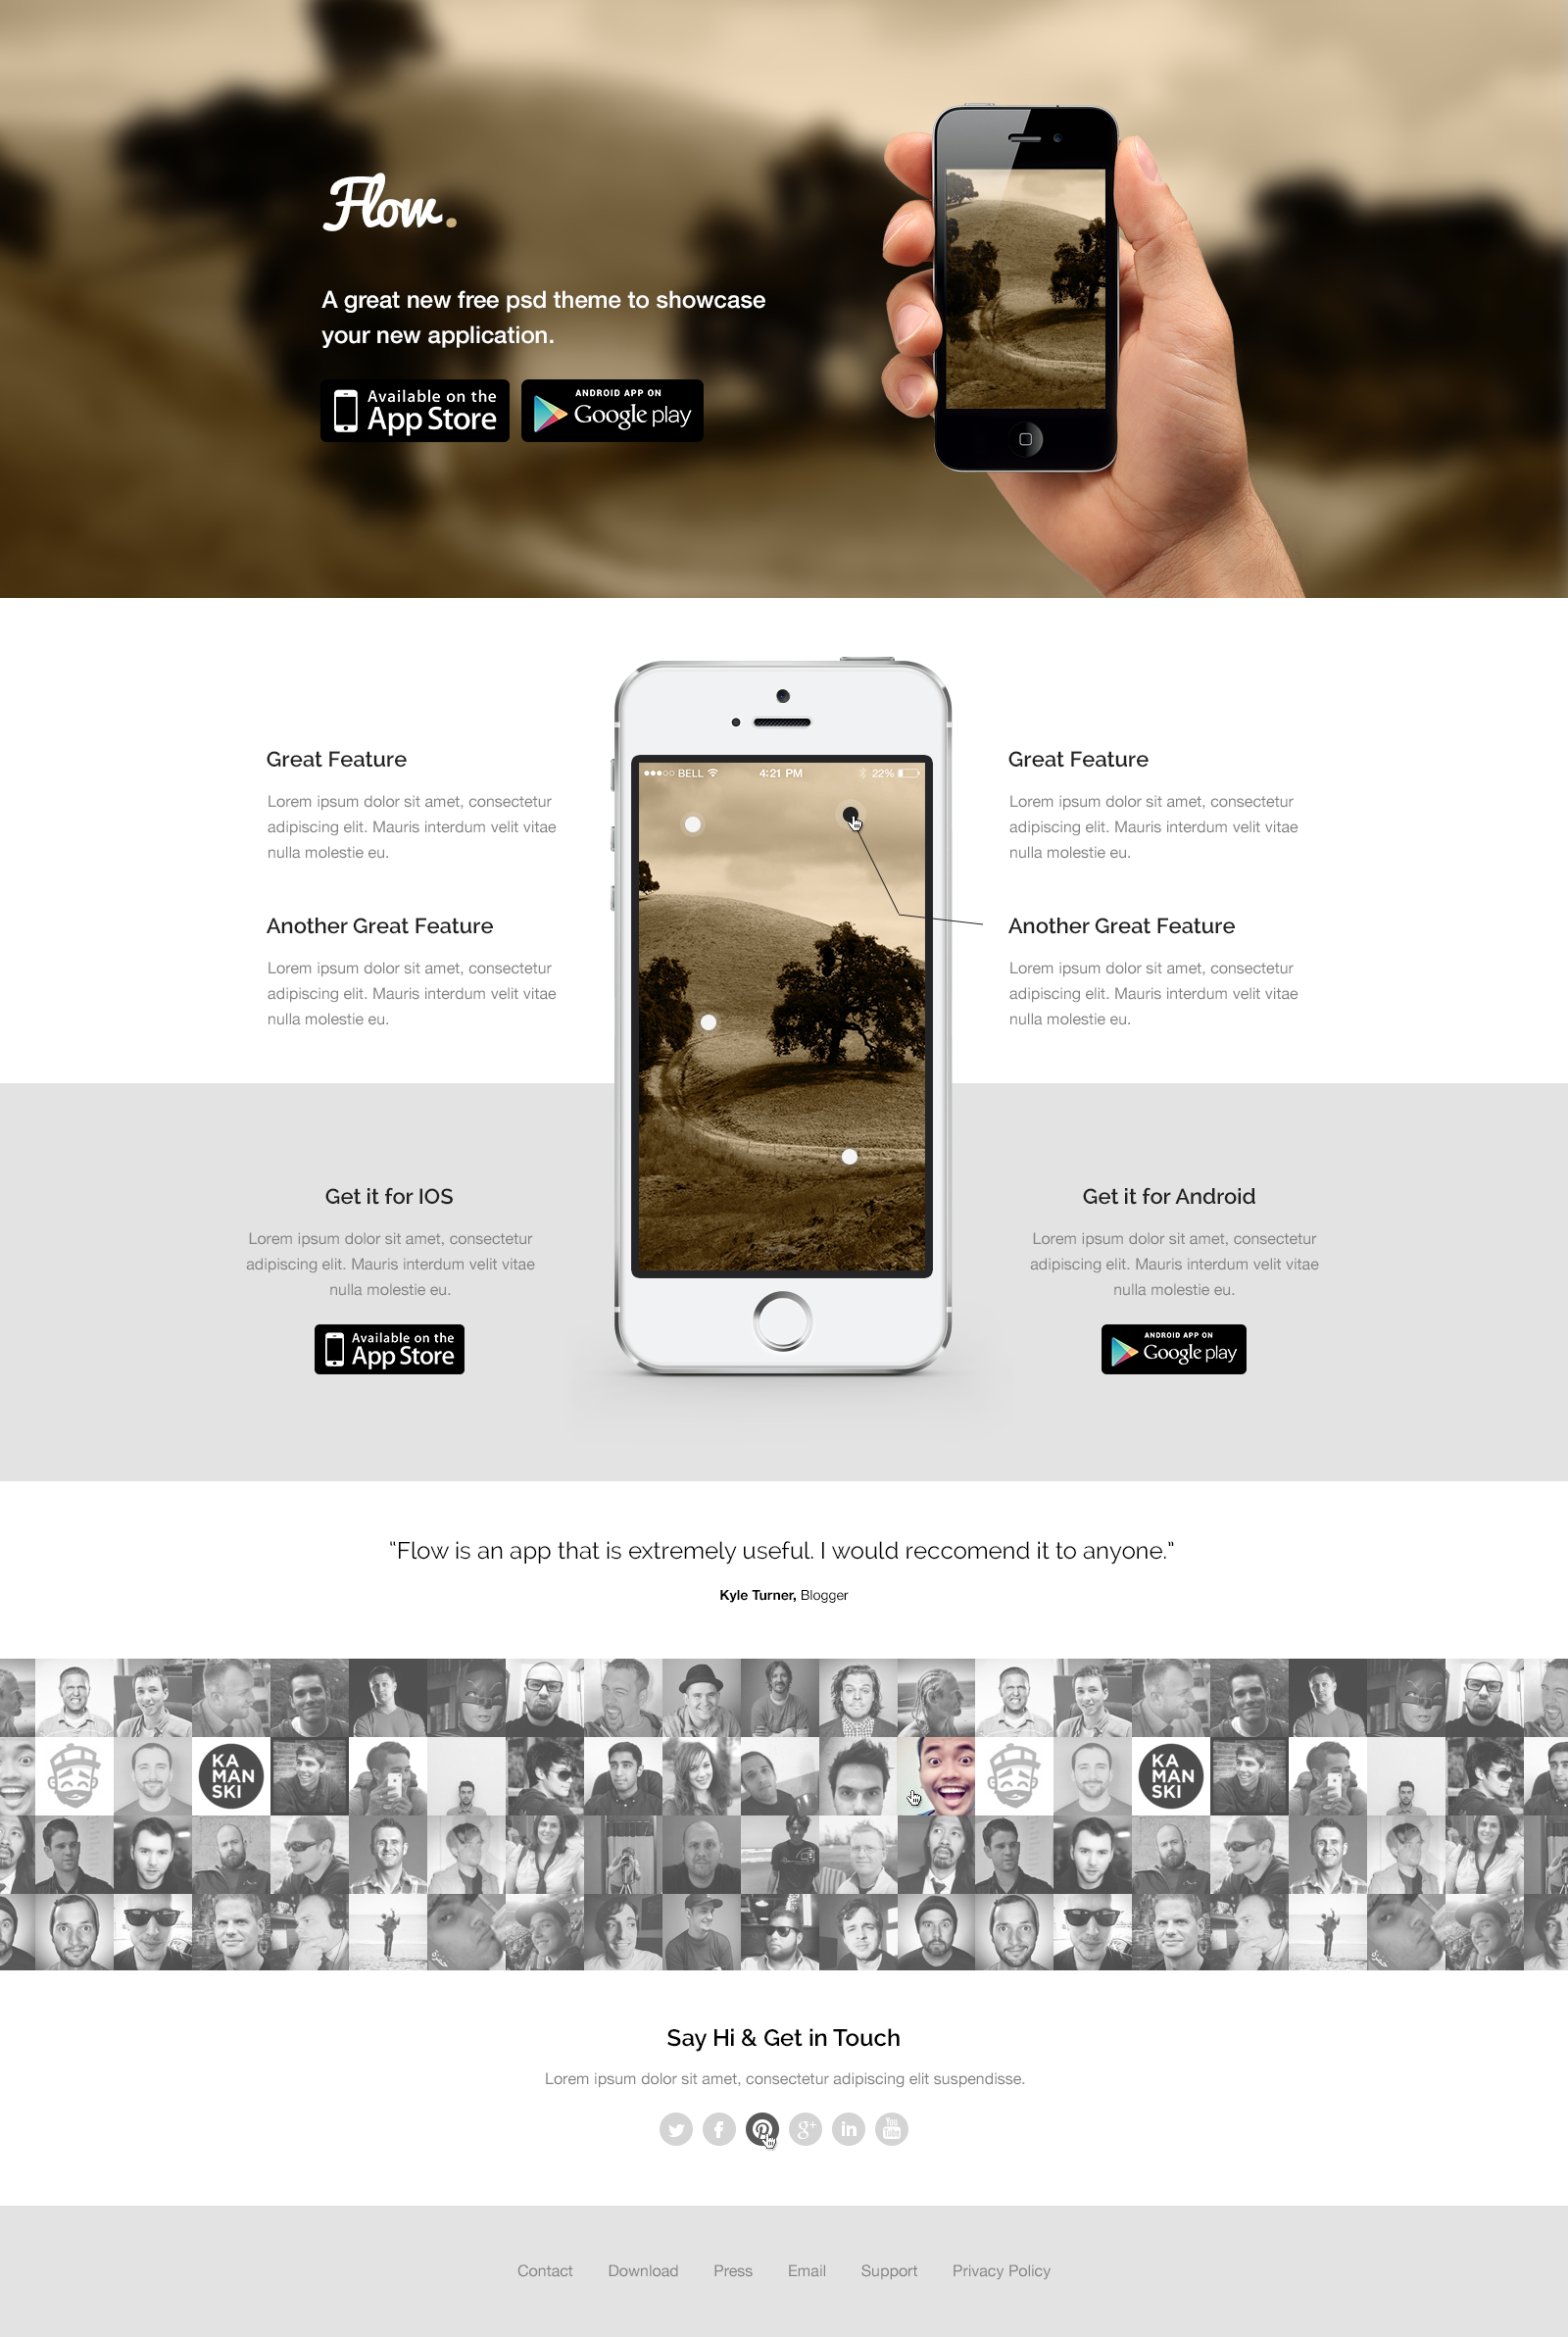 Flow.
A great new free psd theme to showcase
your new application.
Available on the
App Store
ANDROID APP ON
Google play
BELL 4:21 PM 22%
Great Feature
Lorem ipsum dolor sit amet, consectetur
adipiscing elit. Mauris interdum velit vitae
nulla molestie eu.
Another Great Feature
Lorem ipsum dolor sit amet, consectetur
adipiscing elit. Mauris interdum velit vitae
nulla molestie eu.
Great Feature
Lorem ipsum dolor sit amet, consectetur
adipiscing elit. Mauris interdum velit vitae
nulla molestie eu.
Another Great Feature
Lorem ipsum dolor sit amet, consectetur
adipiscing elit. Mauris interdum velit vitae
nulla molestie eu.
Get it for IOS
Lorem ipsum dolor sit amet, consectetur
adipiscing elit. Mauris interdum velit vitae
nulla molestie eu.
Available on the
App Store
Get it for Android
Lorem ipsum dolor sit amet, consectetur
adipiscing elit. Mauris interdum velit vitae
nulla molestie eu.
ANDROID APP ON
Google play
“Flow is an app that is extremely useful. I would reccomend it to anyone.”
Kyle Turner, Blogger
KA
MAN
SKI
KA
MAN
SKI
Say Hi & Get in Touch
Lorem ipsum dolor sit amet, consectetur adipiscing elit suspendisse.
g+ in You Tube
Contact Download Press Email Support Privacy Policy